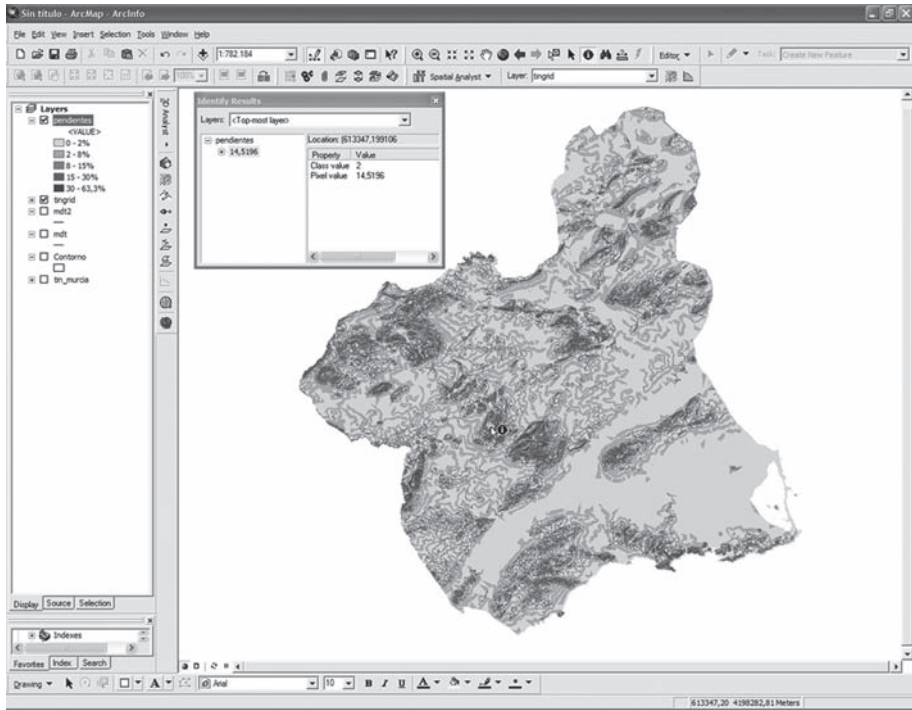 Sin título - ArcMap - ArcInfo
File Edit View Insert Selection Tools Window Help
1:782.184
Editor
Task: Create New Feature
100%
Spatial Analyst
Layer: tingrid
Layers
pendientes
<VALUE>
0 - 2%
2 - 8%
8 - 15%
15 - 30%
30 - 63,3%
tingrid
mdt2
mdt
Contorno
tin_murcia
3D Analyst
Identify Results
Layers: <Top-most layer>
pendientes
14,5196
Location: (613347,199106
Property Value
Class value 2
Pixel value 14,5196
Display Source Selection
Indexes
Favorites Index Search
Drawing
A
Arial
10
B I U A
613347,20 4198282,81 Meters